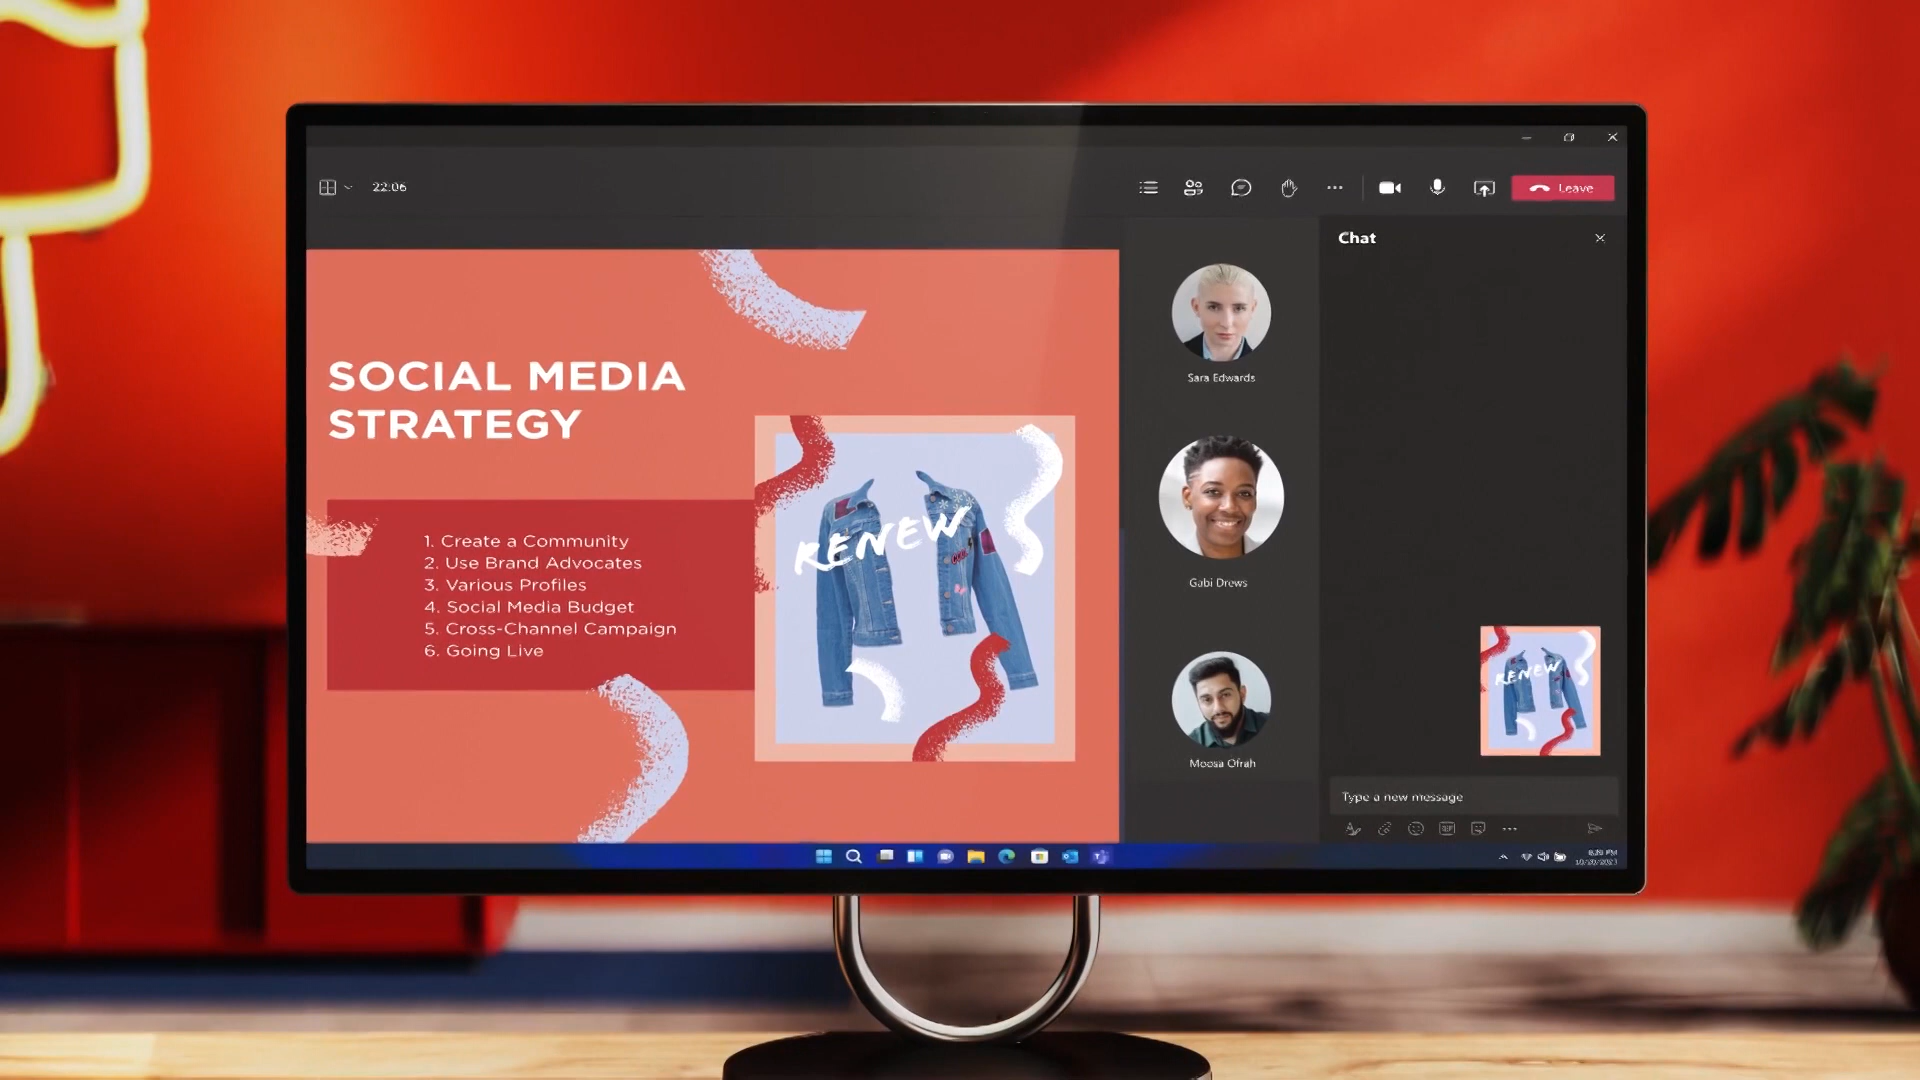 22:06
Leave
Chat
SOCIAL MEDIA
STRATEGY
1. Create a Community
2. Use Brand Advocates
3. Various Profiles
4. Social Media Budget
5. Cross-Channel Campaign
6. Going Live
RENEW
Sara Edwards
Gabi Drews
Moosa Ofrah
RENEW
Type a new message